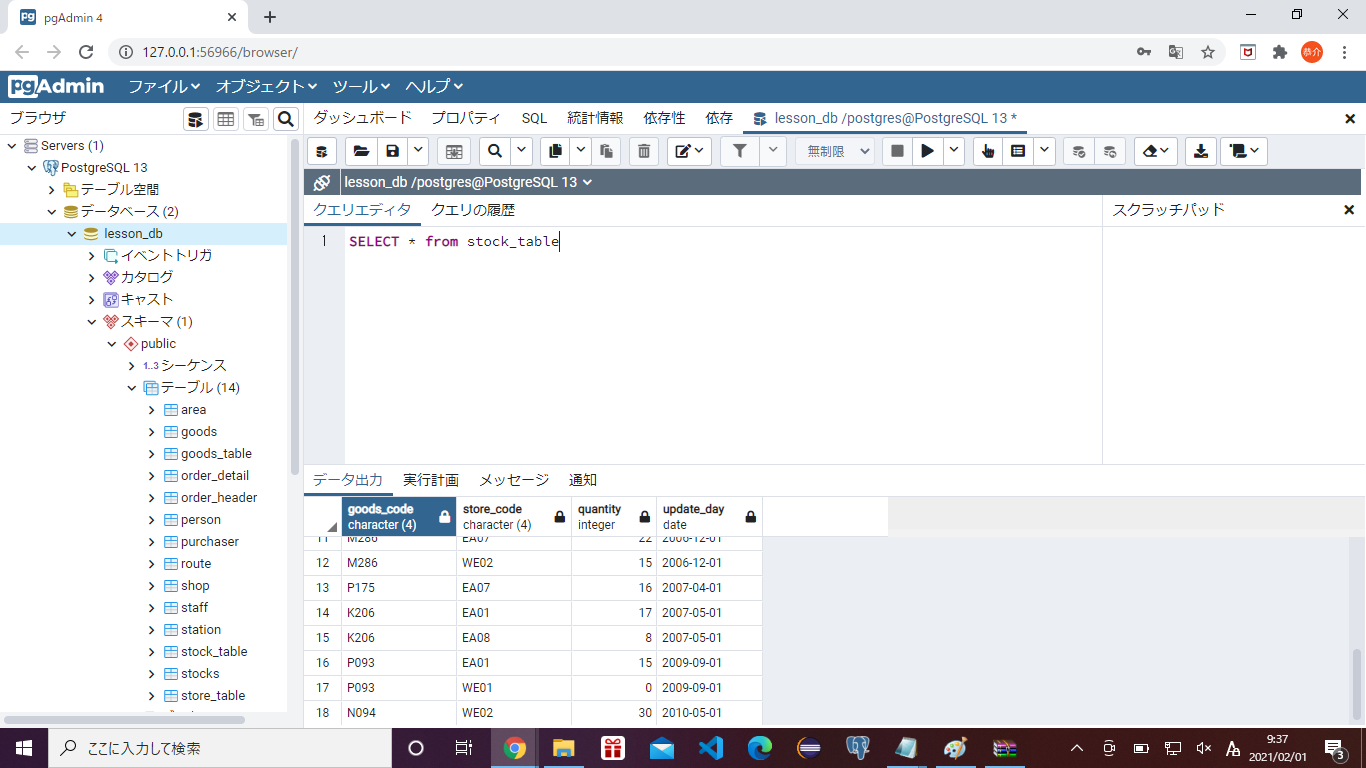 pgAdmin 4
127.0.0.1:56966/browser/
恭介
pgAdmin ファイル オブジェクト ツール ヘルプ
ブラウザ
ダッシュボード プロパティ SQL 統計情報 依存性 依存 lesson_db /postgres@PostgreSQL 13 *
Servers (1)
PostgreSQL 13
テーブル空間
データベース (2)
lesson_db
イベントトリガ
カタログ
キャスト
スキーマ (1)
public
1..3 シーケンス
テーブル (14)
area
goods
goods_table
order_detail
order_header
person
purchaser
route
shop
staff
station
stock_table
stocks
store_table
無制限
lesson_db /postgres@PostgreSQL 13
クエリエディタ クエリの履歴
スクラッチパッド
1 SELECT * from stock_table
データ出力 実行計画 メッセージ 通知
goods_code store_code quantity update_day
character (4) character (4) integer date
11 M286 EA07 22 2006-12-01
12 M286 WE02 15 2006-12-01
13 P175 EA07 16 2007-04-01
14 K206 EA01 17 2007-05-01
15 K206 EA08 8 2007-05-01
16 P093 EA01 15 2009-09-01
17 P093 WE01 0 2009-09-01
18 N094 WE02 30 2010-05-01
ここに入力して検索
A
9:37
2021/02/01
3